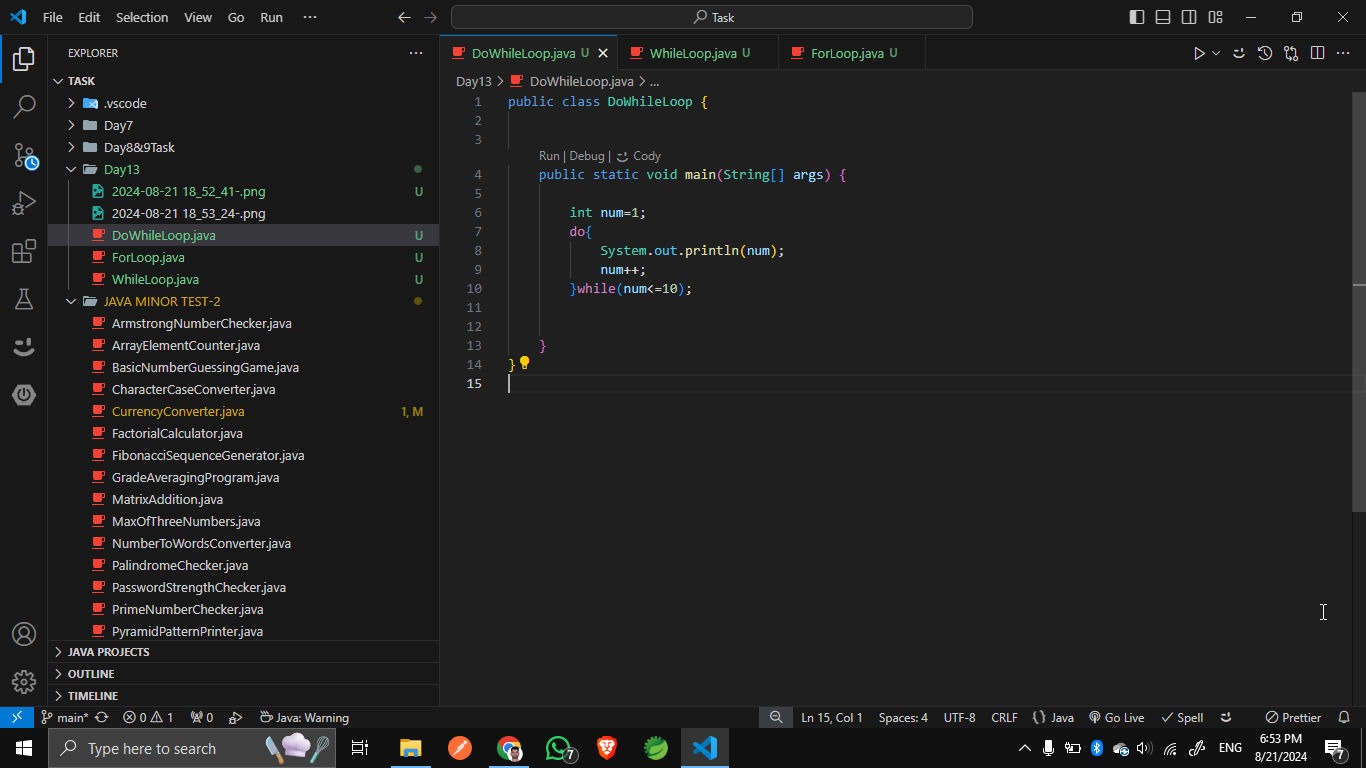 File Edit Selection View Go Run ···
Task
EXPLORER ···
TASK
.vscode
Day7
Day8&9Task
Day13
2024-08-21 18_52_41-.png U
2024-08-21 18_53_24-.png
DoWhileLoop.java U
ForLoop.java U
WhileLoop.java U
JAVA MINOR TEST-2
ArmstrongNumberChecker.java
ArrayElementCounter.java
BasicNumberGuessingGame.java
CharacterCaseConverter.java
CurrencyConverter.java 1, M
FactorialCalculator.java
FibonacciSequenceGenerator.java
GradeAveragingProgram.java
MatrixAddition.java
MaxOfThreeNumbers.java
NumberToWordsConverter.java
PalindromeChecker.java
PasswordStrengthChecker.java
PrimeNumberChecker.java
PyramidPatternPrinter.java
JAVA PROJECTS
OUTLINE
TIMELINE
DoWhileLoop.java U WhileLoop.java U ForLoop.java U
Day13 > DoWhileLoop.java > ...
1 public class DoWhileLoop {
2
3
Run | Debug | Cody
4 public static void main(String[] args) {
5
6 int num=1;
7 do{
8 System.out.println(num);
9 num++;
10 }while(num<=10);
11
12
13 }
14 }
15
main* 0 1 0 Java: Warning Ln 15, Col 1 Spaces: 4 UTF-8 CRLF {} Java Go Live Spell Prettier
Type here to search 7 ENG 6:53 PM 7
8/21/2024